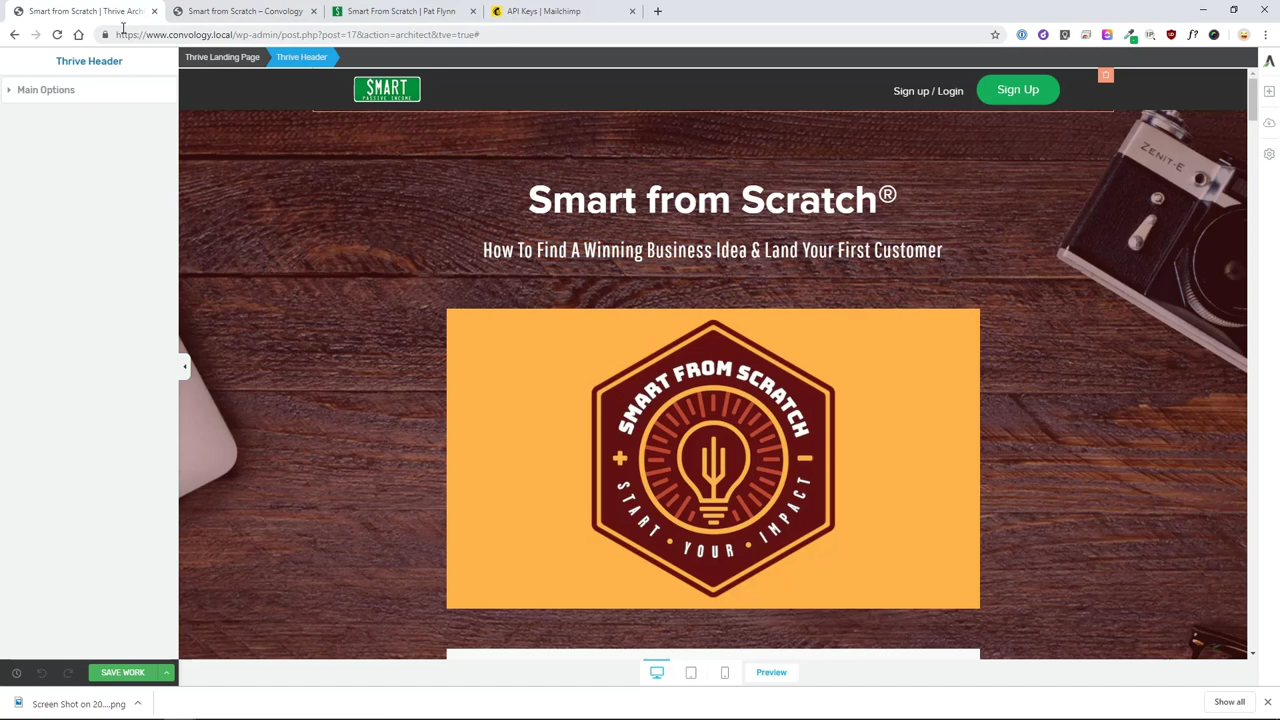 Smart from Scratch | Thrive Arch
Smart from Scratch – Convology
Smart From Scratch | Pat Flynn
API Keys | Mailchimp
https://www.convology.local/wp-admin/post.php?post=17&action=architect&tve=true#
Thrive Header
Thrive Landing Page
Thrive Header
Main Options
SMART
PASSIVE INCOME
Sign up / Login
Sign Up
ZENIT-E
Smart from Scratch®
How To Find A Winning Business Idea & Land Your First Customer
SMART FROM SCRATCH
START • YOUR • IMPACT
SAVE WORK
Preview
Screen Shot on 20....png
Show all